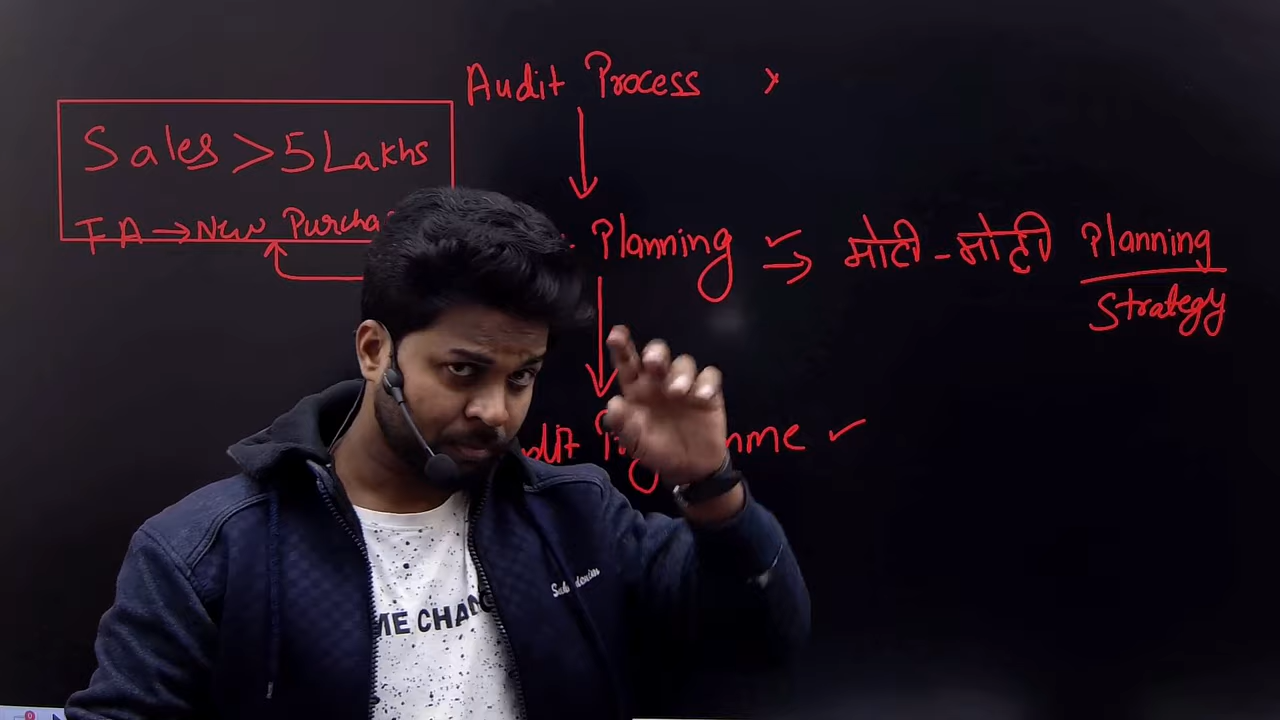 Audit Process
Sales > 5 Lakhs
FA → New
Planning ✓ → मोटी - मोटी Planning
Strategy
✓